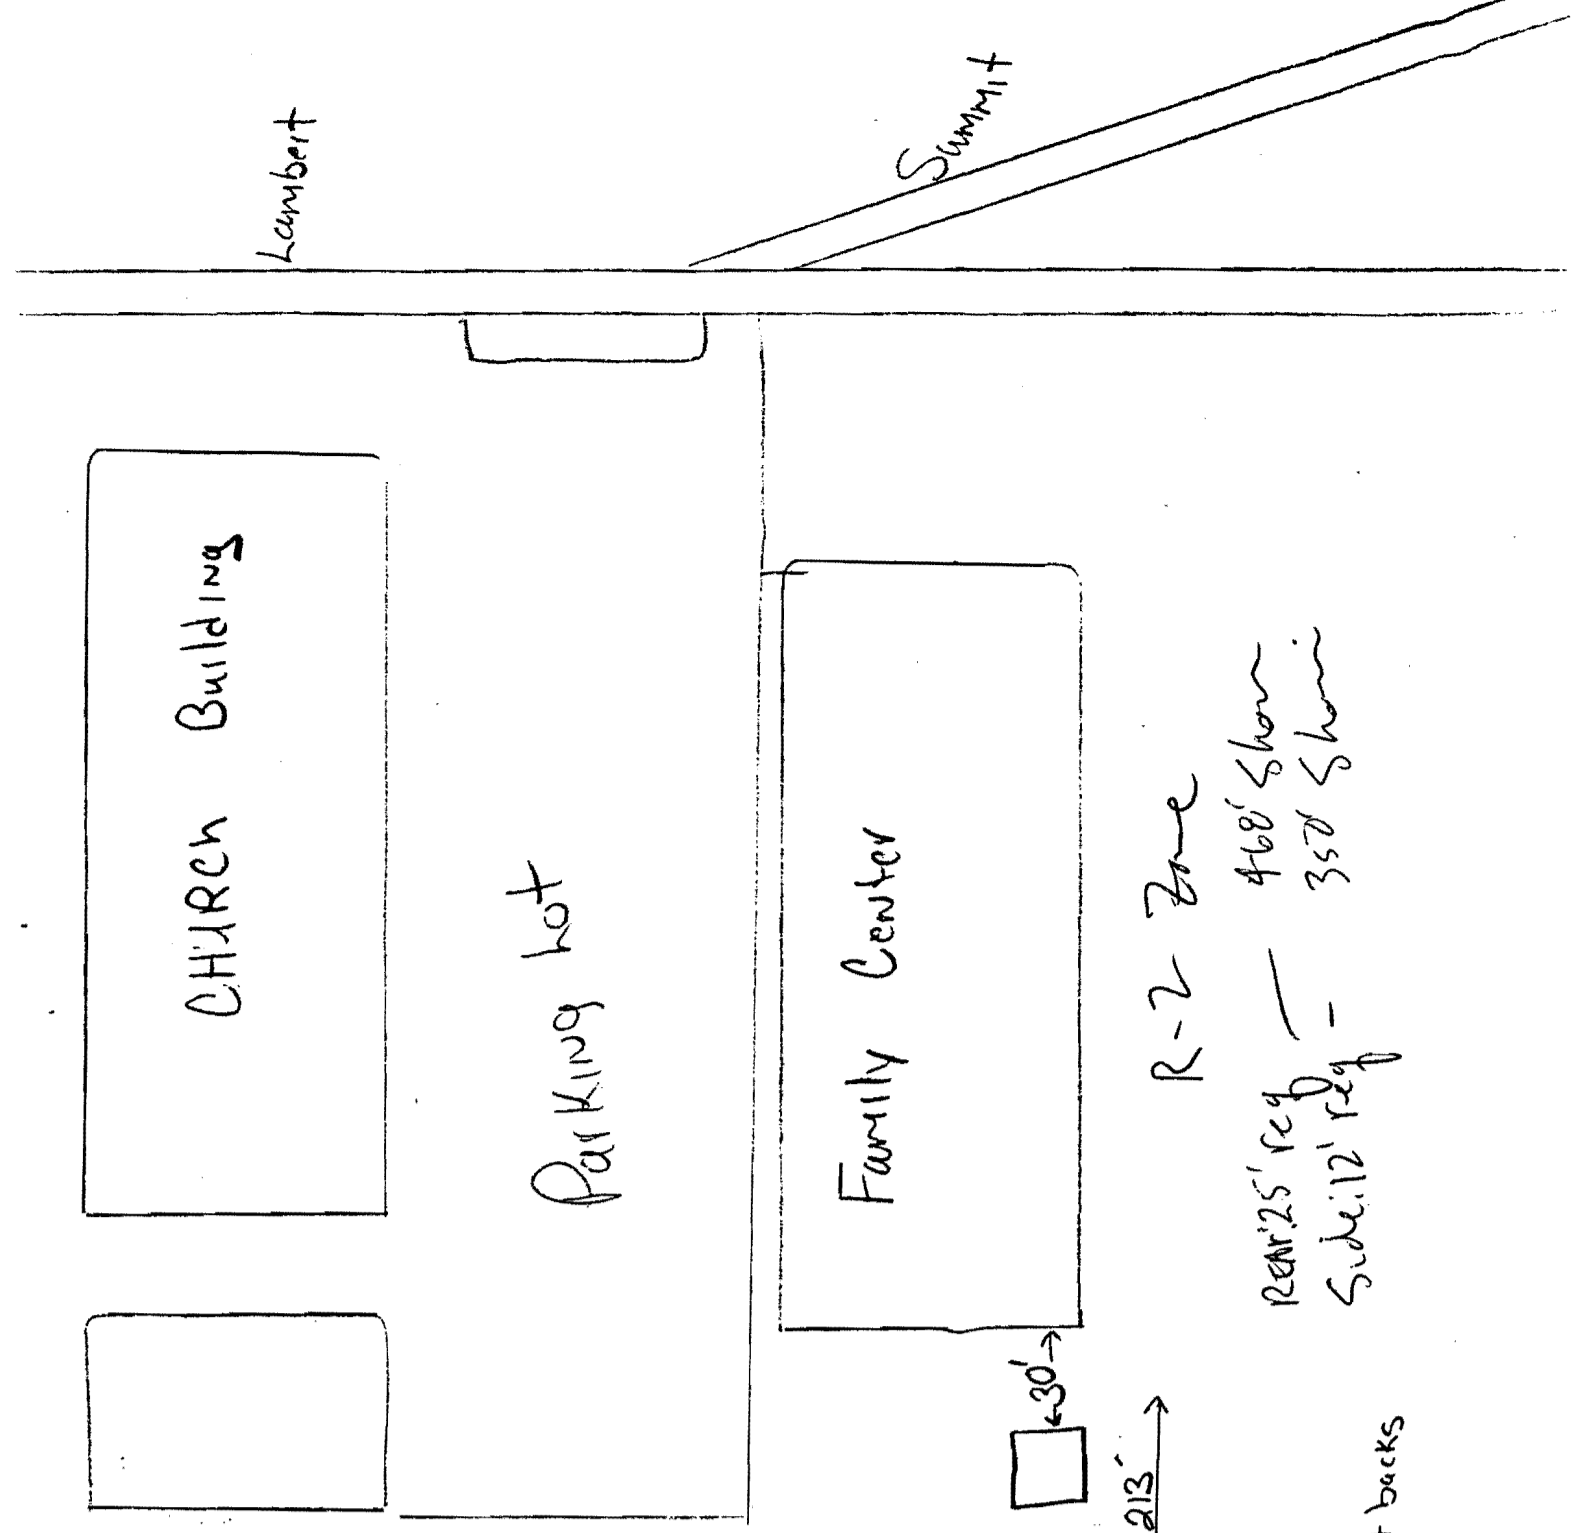 Lambert
Summit
CHURCh Building
Parking Lot
Family Center
R-2 Zone
REAr: 25' req — 468' Shown
Side: 12' req - 350' Shown
30'
213'
backs